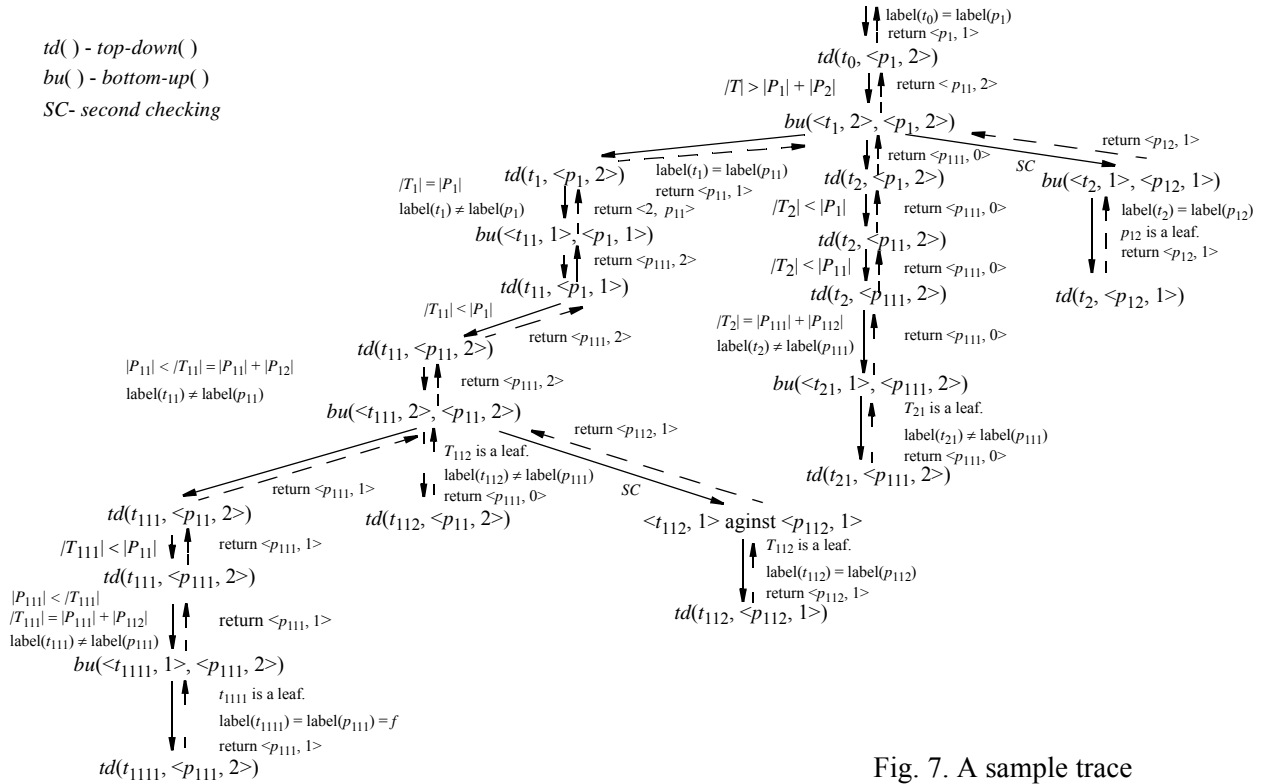 label(t0) = label(p1)
return <p1, 1>
td( ) - top-down( )
bu( ) - bottom-up( )
SC- second checking
td(t0, <p1, 2>)
|T| > |P1| + |P2|
return < p11, 2>
bu(<t1, 2>, <p1, 2>)
return <p12, 1>
return <p111, 0>
SC
label(t1) = label(p11)
return <p11, 1>
td(t1, <p1, 2>)
td(t2, <p1, 2>)
bu(<t2, 1>, <p12, 1>)
|T1| = |P1|
label(t1) ≠ label(p1)
return <2, p11>
|T2| < |P1|
return <p111, 0>
label(t2) = label(p12)
p12 is a leaf.
return <p12, 1>
bu(<t11, 1>, <p1, 1>)
td(t2, <p11, 2>)
return <p111, 2>
|T2| < |P11|
return <p111, 0>
td(t11, <p1, 1>)
td(t2, <p111, 2>)
td(t2, <p12, 1>)
|T11| < |P1|
return <p111, 2>
|T2| = |P111| + |P112|
label(t2) ≠ label(p111)
return <p111, 0>
td(t11, <p11, 2>)
|P11| < |T11| = |P11| + |P12|
label(t11) ≠ label(p11)
return <p111, 2>
bu(<t21, 1>, <p111, 2>)
bu(<t111, 2>, <p11, 2>)
T21 is a leaf.
label(t21) ≠ label(p111)
return <p111, 0>
return <p112, 1>
T112 is a leaf.
label(t112) ≠ label(p111)
return <p111, 0>
SC
return <p111, 1>
td(t21, <p111, 2>)
td(t111, <p11, 2>)
td(t112, <p11, 2>)
<t112, 1> aginst <p112, 1>
|T111| < |P11|
return <p111, 1>
T112 is a leaf.
label(t112) = label(p112)
return <p112, 1>
td(t111, <p111, 2>)
td(t112, <p112, 1>)
|P111| < |T111|
|T111| = |P111| + |P112|
label(t111) ≠ label(p111)
return <p111, 1>
bu(<t1111, 1>, <p111, 2>)
t1111 is a leaf.
label(t1111) = label(p111) = f
return <p111, 1>
td(t1111, <p111, 2>)
Fig. 7. A sample trace